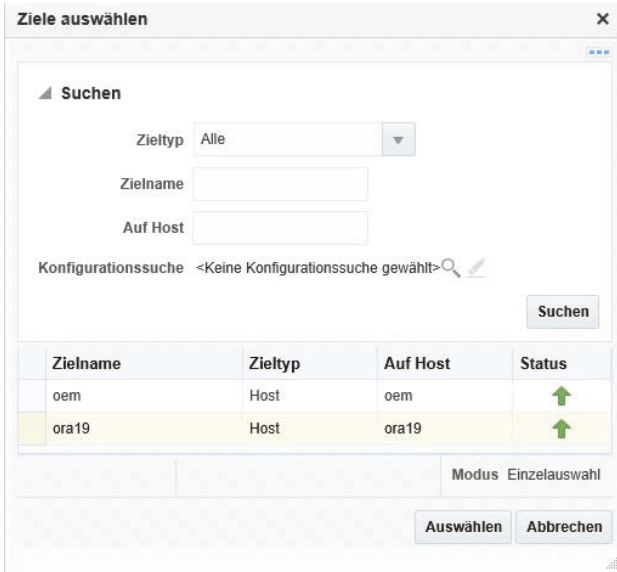 Ziele auswählen
Suchen
Zieltyp Alle
Zielname
Auf Host
Konfigurationssuche <Keine Konfigurationssuche gewählt>
Suchen
Zielname Zieltyp Auf Host Status
oem Host oem
ora19 Host ora19
Modus Einzelauswahl
Auswählen Abbrechen